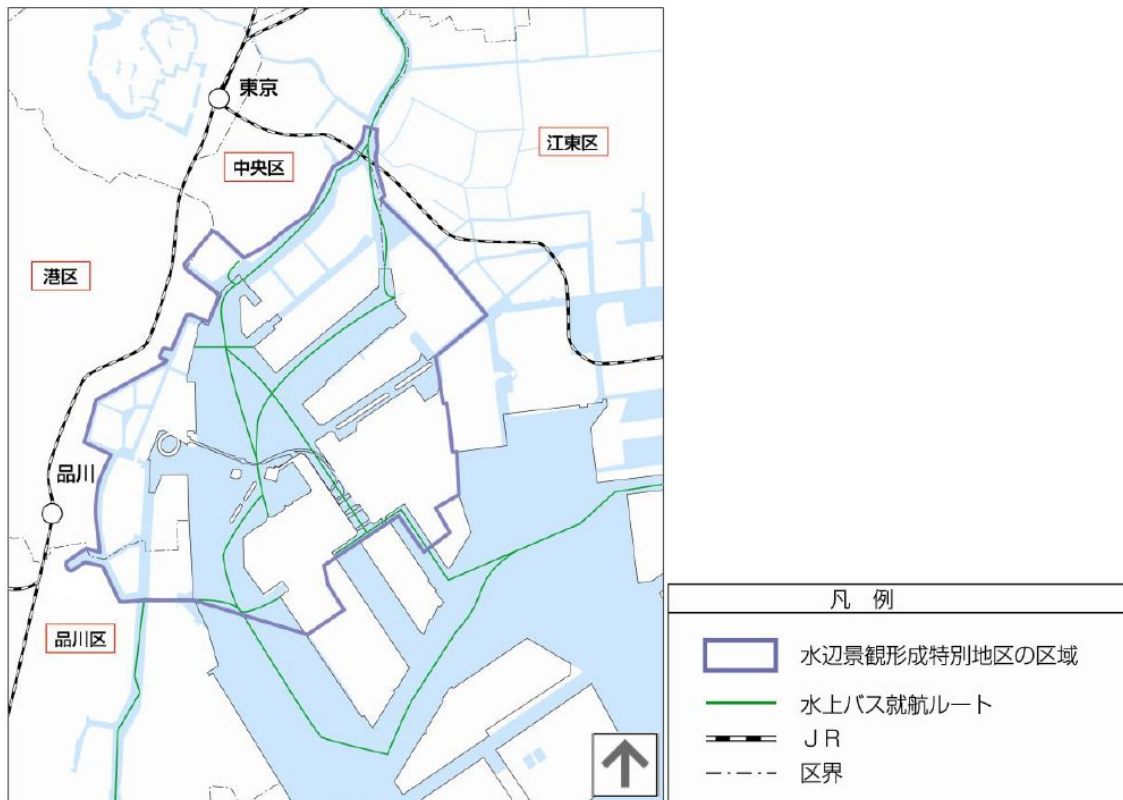 東京
江東区
中央区
港区
品川
品川区
凡 例
水辺景観形成特別地区の区域
水上バス就航ルート
ＪＲ
区界